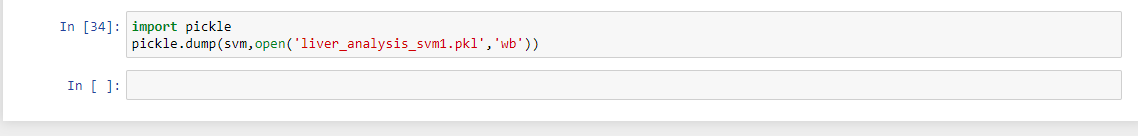 In [34]: import pickle
pickle.dump(svm,open('liver_analysis_svm1.pkl','wb'))
In [ ]: